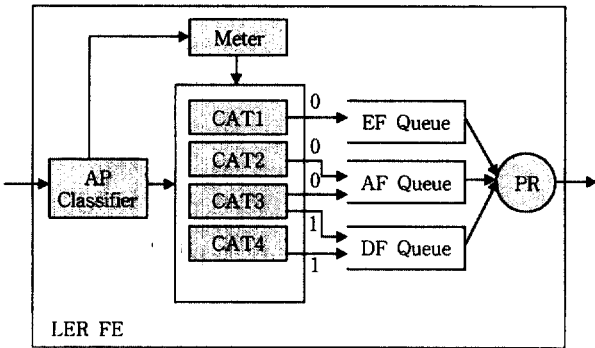 Meter
CAT1
CAT2
CAT3
CAT4
0
0
0
1
1
EF Queue
AF Queue
DF Queue
AP
Classifier
PR
LER FE